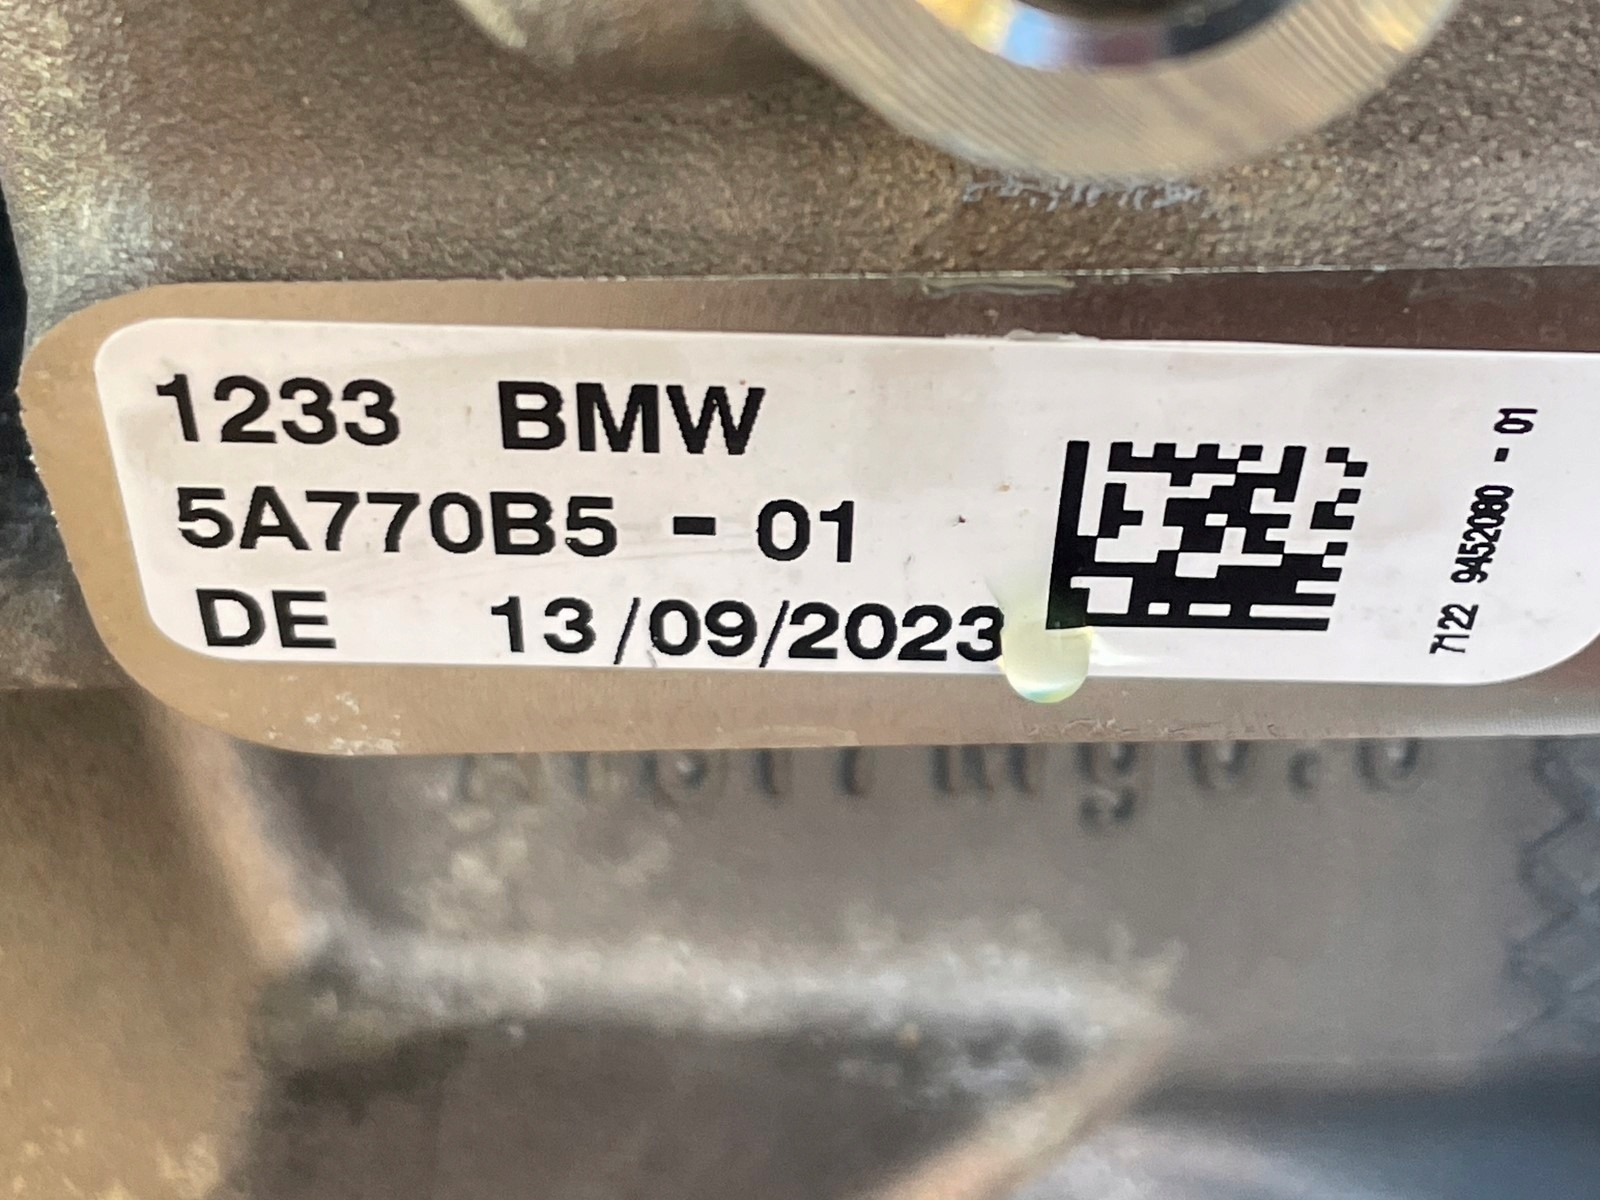 1233 BMW
5A770B5 - 01
DE 13/09/2023
7122 9452080 - 01